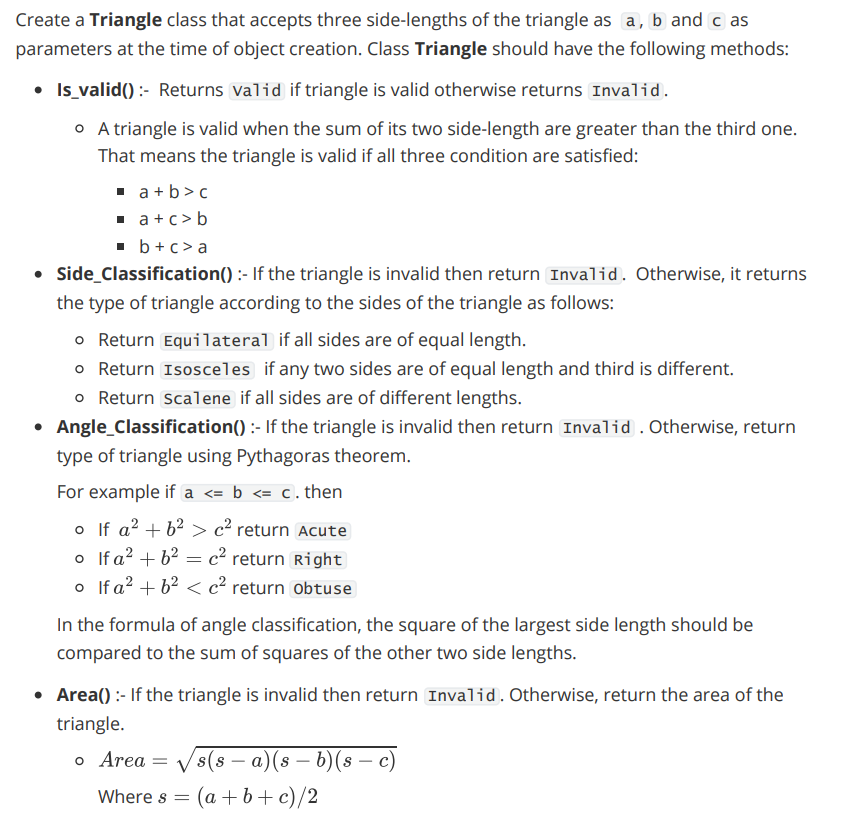 Create a Triangle class that accepts three side-lengths of the triangle as a, b and c as
parameters at the time of object creation. Class Triangle should have the following methods:
• Is_valid() :- Returns Valid if triangle is valid otherwise returns Invalid.
∘ A triangle is valid when the sum of its two side-length are greater than the third one.
That means the triangle is valid if all three condition are satisfied:
▪ a + b > c
▪ a + c > b
▪ b + c > a
• Side_Classification() :- If the triangle is invalid then return Invalid. Otherwise, it returns
the type of triangle according to the sides of the triangle as follows:
∘ Return Equilateral if all sides are of equal length.
∘ Return Isosceles if any two sides are of equal length and third is different.
∘ Return Scalene if all sides are of different lengths.
• Angle_Classification() :- If the triangle is invalid then return Invalid . Otherwise, return
type of triangle using Pythagoras theorem.
For example if a <= b <= c. then
∘ If a² + b² > c² return Acute
∘ If a² + b² = c² return Right
∘ If a² + b² < c² return Obtuse
In the formula of angle classification, the square of the largest side length should be
compared to the sum of squares of the other two side lengths.
• Area() :- If the triangle is invalid then return Invalid. Otherwise, return the area of the
triangle.
∘ Area = √s(s − a)(s − b)(s − c)
Where s = (a + b + c)/2